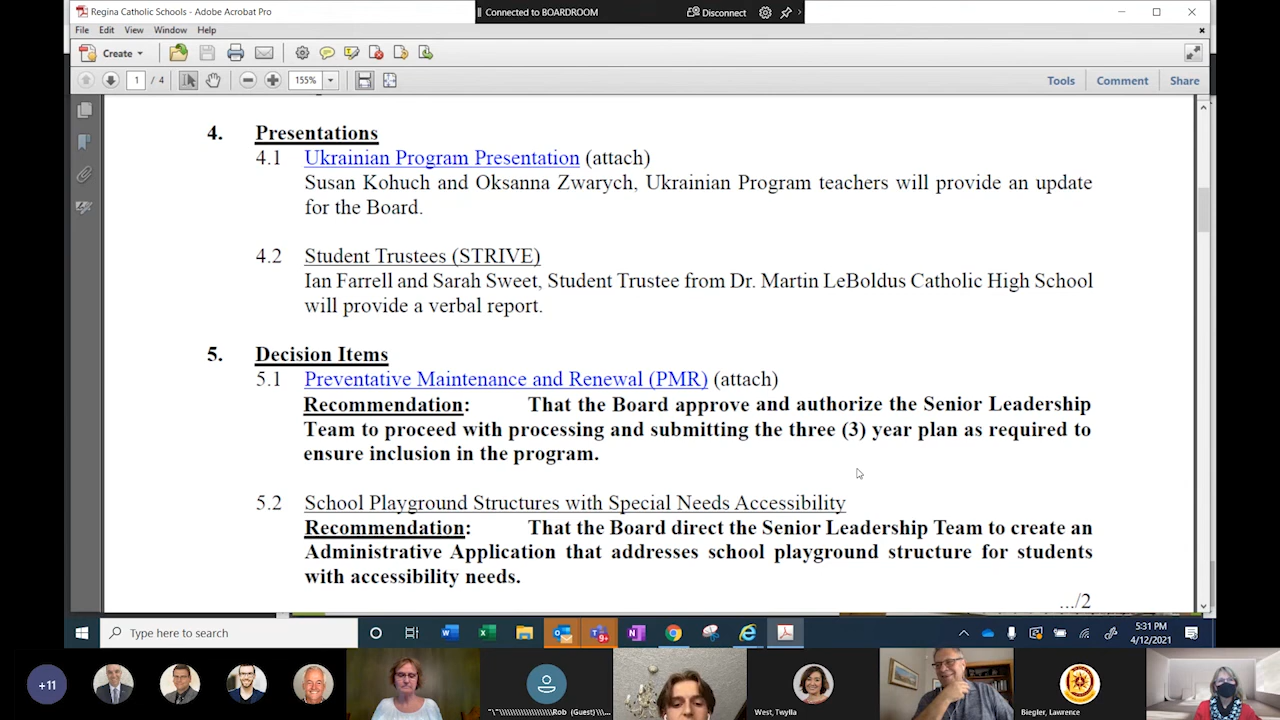 Regina Catholic Schools - Adobe Acrobat Pro
Connected to BOARDROOM
Disconnect
File Edit View Window Help
Create
1 / 4
155%
Tools Comment Share
4. Presentations
4.1 Ukrainian Program Presentation (attach)
Susan Kohuch and Oksanna Zwarych, Ukrainian Program teachers will provide an update
for the Board.
4.2 Student Trustees (STRIVE)
Ian Farrell and Sarah Sweet, Student Trustee from Dr. Martin LeBoldus Catholic High School
will provide a verbal report.
5. Decision Items
5.1 Preventative Maintenance and Renewal (PMR) (attach)
Recommendation: That the Board approve and authorize the Senior Leadership
Team to proceed with processing and submitting the three (3) year plan as required to
ensure inclusion in the program.
5.2 School Playground Structures with Special Needs Accessibility
Recommendation: That the Board direct the Senior Leadership Team to create an
Administrative Application that addresses school playground structure for students
with accessibility needs.
.../2
Type here to search
9+
5:31 PM
4/12/2021
+11
"\"\\\\\\\\\\\\\\\\\\Rob (Guest)\\\...
West, Twylla
Biegler, Lawrence